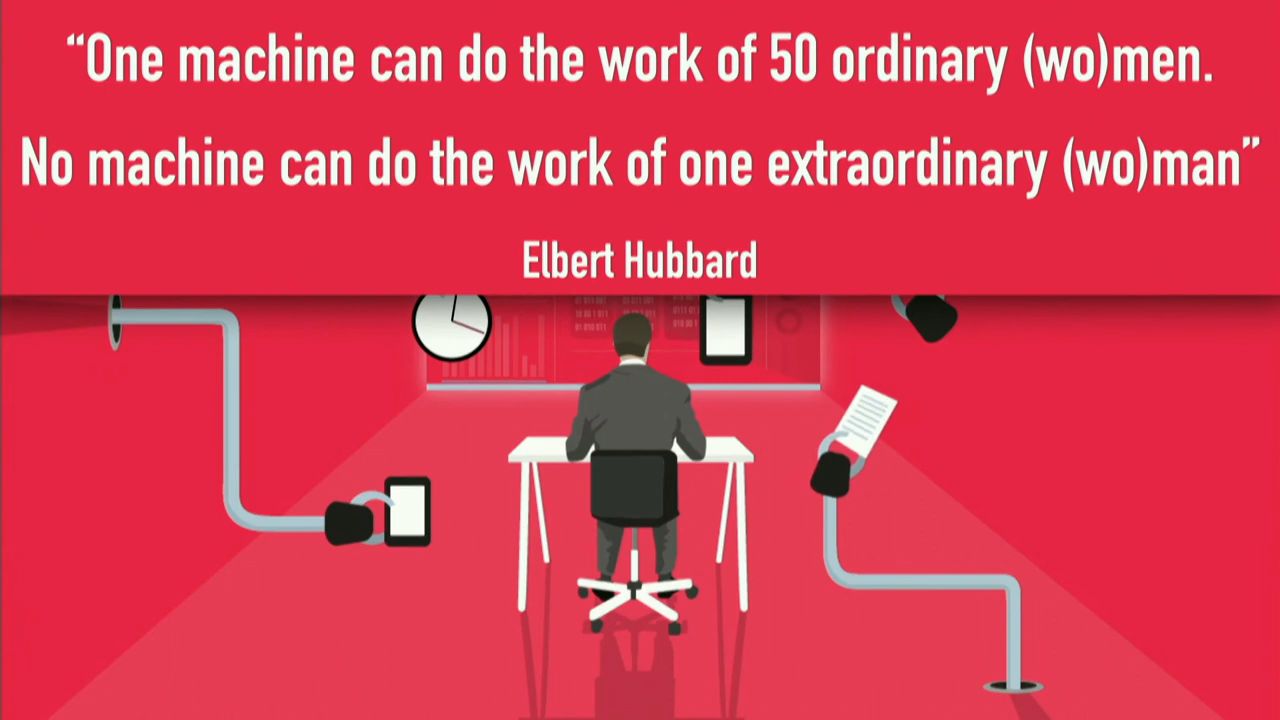 “One machine can do the work of 50 ordinary (wo)men.
No machine can do the work of one extraordinary (wo)man”
Elbert Hubbard